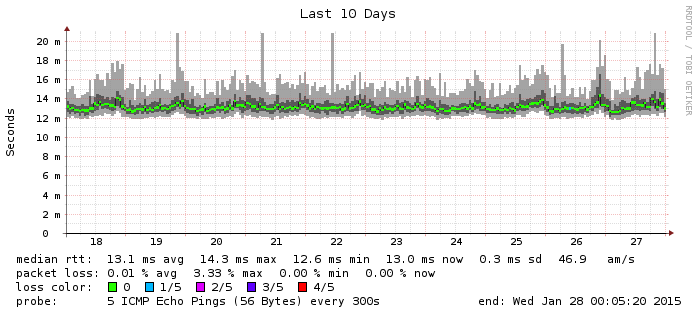 Last 10 Days
RRDTOOL / TOBI OETIKER
Seconds
20 m
18 m
16 m
14 m
12 m
10 m
8 m
6 m
4 m
2 m
0
18 19 20 21 22 23 24 25 26 27
median rtt: 13.1 ms avg 14.3 ms max 12.6 ms min 13.0 ms now 0.3 ms sd 46.9 am/s
packet loss: 0.01 % avg 3.33 % max 0.00 % min 0.00 % now
loss color: 0 1/5 2/5 3/5 4/5
probe: 5 ICMP Echo Pings (56 Bytes) every 300s end: Wed Jan 28 00:05:20 2015